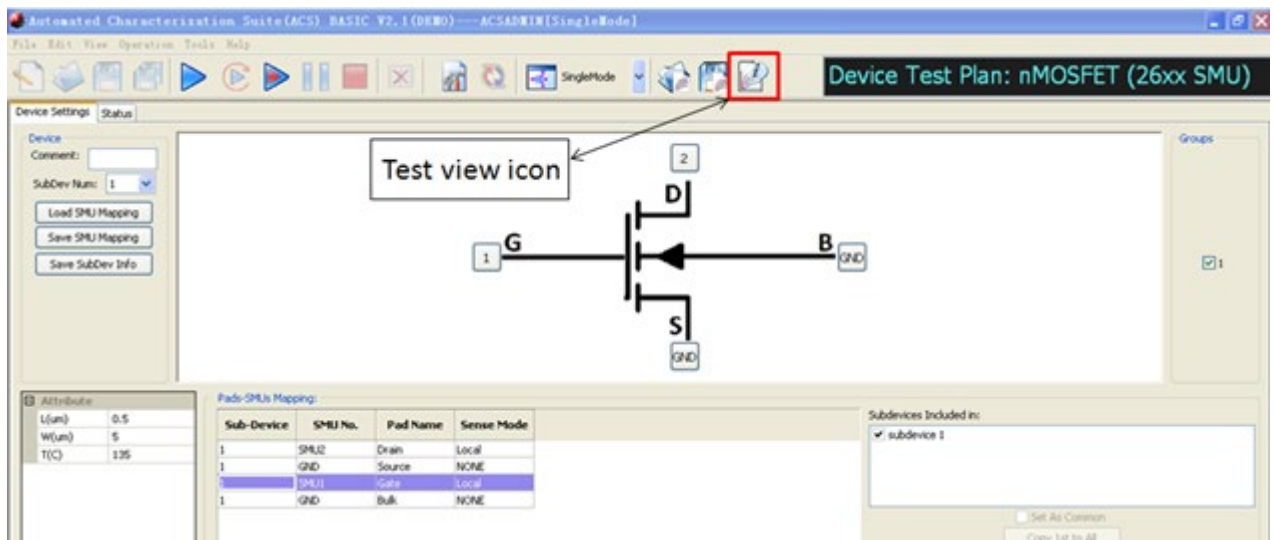 Automated Characterization Suite(ACS) BASIC V2.1(DEMO)---ACSADMIN[SingleMode]
File Edit View Operation Tools Help
SingleMode
Device Test Plan: nMOSFET (26xx SMU)
Device Settings Status
Device
Comment:
SubDev Num: 1
Load SMU Mapping
Save SMU Mapping
Save SubDev Info
Test view icon
2
D
1 G
B GND
S
GND
Groups
1
Attribute
L(um) 0.5
W(um) 5
T(C) 135
Pads-SMUs Mapping:
Sub-Device SMU No. Pad Name Sense Mode
1 SMU2 Drain Local
1 GND Source NONE
1 SMU1 Gate Local
1 GND Bulk NONE
Subdevices Included in:
subdevice 1
Set As Common
Copy 1st to All